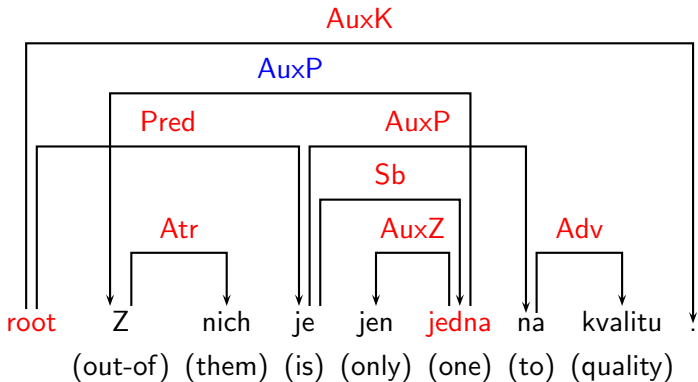 AuxK
AuxP
Pred AuxP
Sb
Atr AuxZ Adv
root Z nich je jen jedna na kvalitu .
(out-of) (them) (is) (only) (one) (to) (quality)